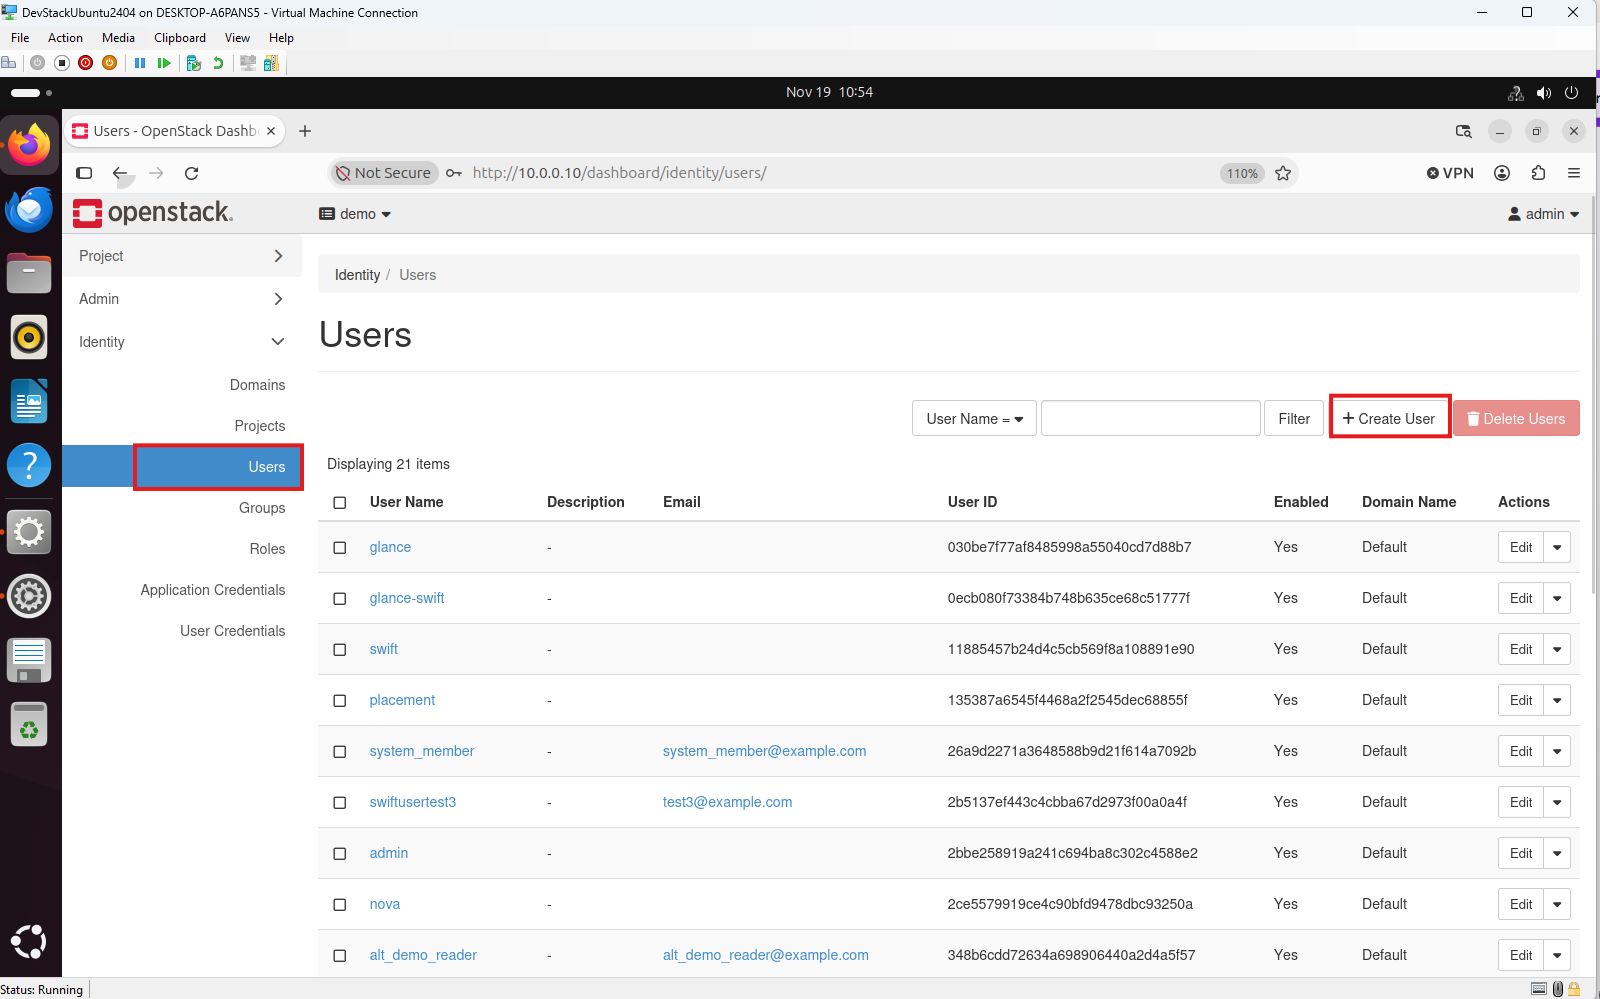 DevStackUbuntu2404 on DESKTOP-A6PANS5 - Virtual Machine Connection
File Action Media Clipboard View Help
Nov 19 10:54
Users - OpenStack Dashb
Not Secure http://10.0.0.10/dashboard/identity/users/ 110% VPN
openstack. demo admin
Project
Admin
Identity
Domains
Projects
Users
Groups
Roles
Application Credentials
User Credentials
Identity / Users
Users
User Name = Filter + Create User Delete Users
Displaying 21 items
User Name Description Email User ID Enabled Domain Name Actions
glance - 030be7f77af8485998a55040cd7d88b7 Yes Default Edit
glance-swift - 0ecb080f73384b748b635ce68c51777f Yes Default Edit
swift - 11885457b24d4c5cb569f8a108891e90 Yes Default Edit
placement - 135387a6545f4468a2f2545dec68855f Yes Default Edit
system_member - system_member@example.com 26a9d2271a3648588b9d21f614a7092b Yes Default Edit
swiftusertest3 - test3@example.com 2b5137ef443c4cbba67d2973f00a0a4f Yes Default Edit
admin - 2bbe258919a241c694ba8c302c4588e2 Yes Default Edit
nova - 2ce5579919ce4c90bfd9478dbc93250a Yes Default Edit
alt_demo_reader - alt_demo_reader@example.com 348b6cdd72634a698906440a2d4a5f57 Yes Default Edit
Status: Running